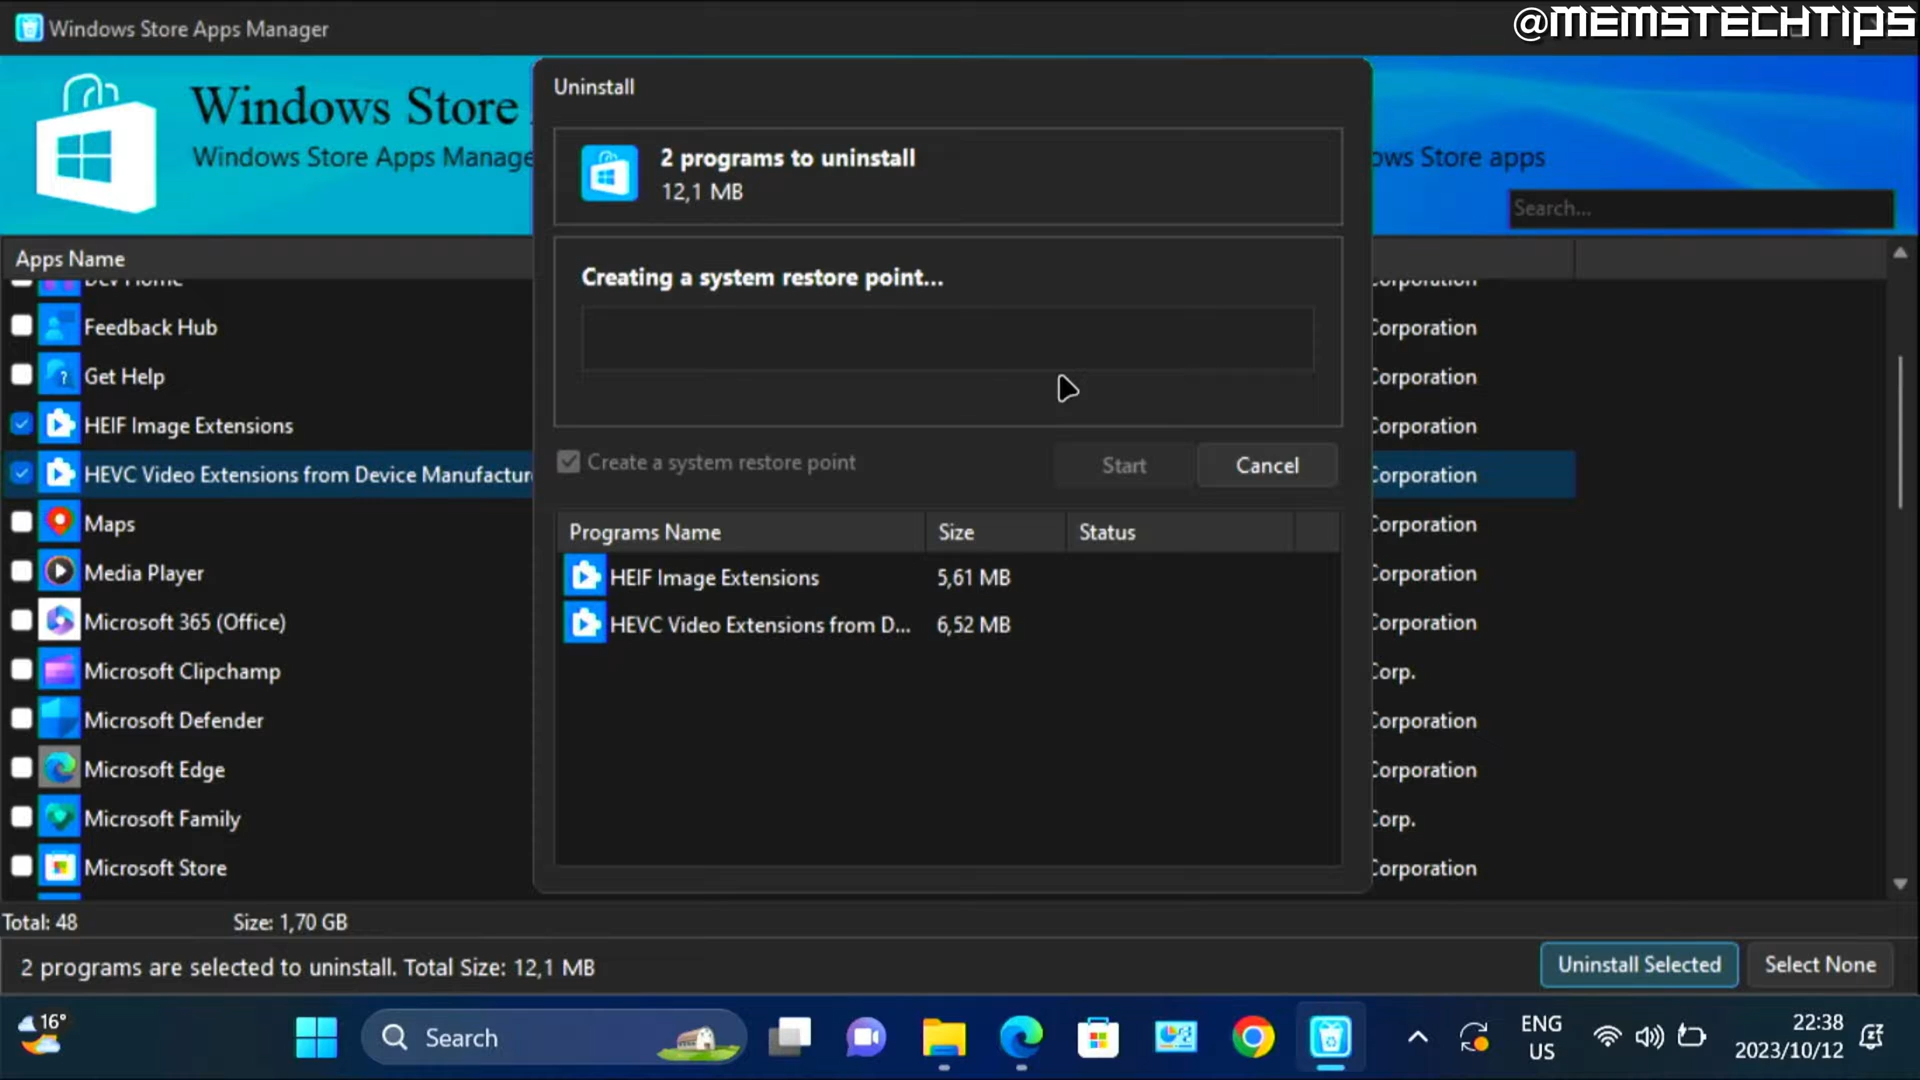 Windows Store Apps Manager
@MEMSTECHTIPS
Windows Store
Windows Store Apps Manage
ows Store apps
Search...
Uninstall
2 programs to uninstall
12,1 MB
Creating a system restore point...
Create a system restore point
Start
Cancel
Programs Name
Size
Status
HEIF Image Extensions
5,61 MB
HEVC Video Extensions from D...
6,52 MB
Apps Name
Dev Home
Corporation
Feedback Hub
Corporation
Get Help
Corporation
HEIF Image Extensions
Corporation
HEVC Video Extensions from Device Manufactur
Corporation
Maps
Corporation
Media Player
Corporation
Microsoft 365 (Office)
Corporation
Microsoft Clipchamp
Corp.
Microsoft Defender
Corporation
Microsoft Edge
Corporation
Microsoft Family
Corp.
Microsoft Store
Corporation
Total: 48
Size: 1,70 GB
2 programs are selected to uninstall. Total Size: 12,1 MB
Uninstall Selected
Select None
16°
Search
ENG
US
22:38
2023/10/12